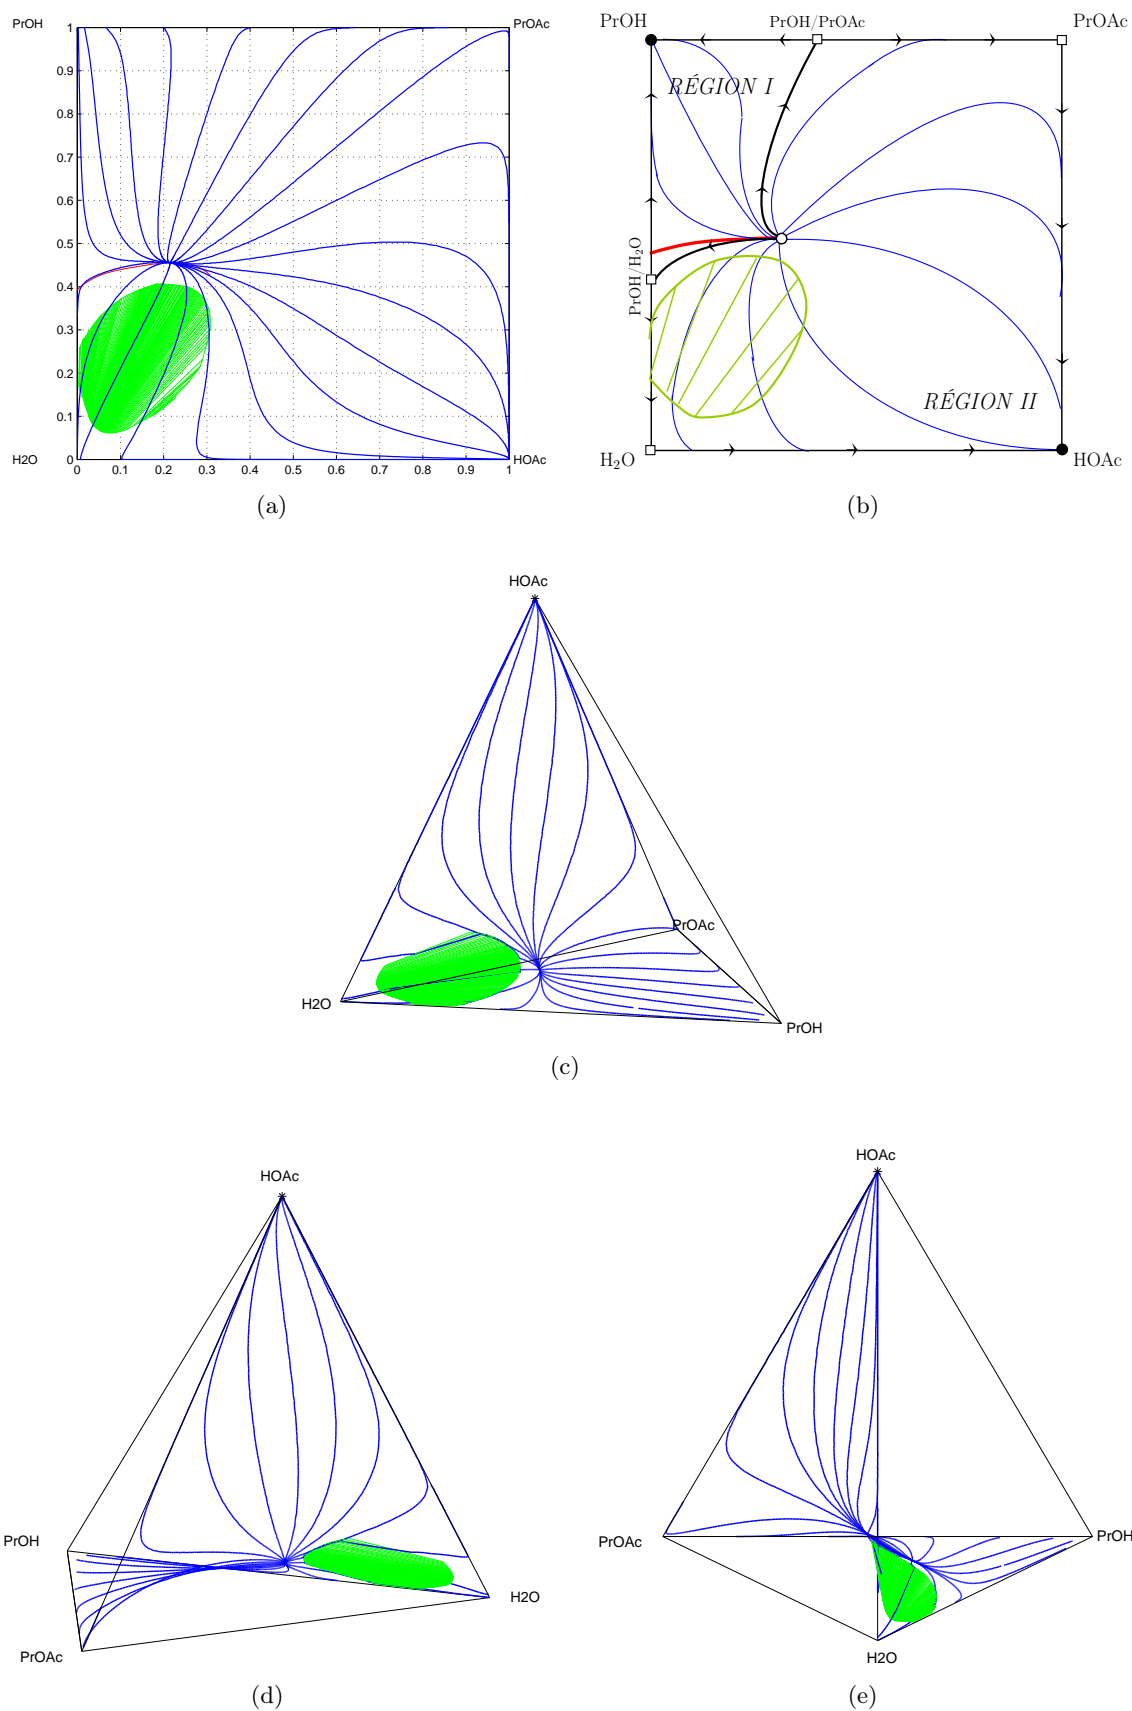 PrOH
PrOAc
1
0.9
0.8
0.7
0.6
0.5
0.4
0.3
0.2
0.1
0
H2O
0 0.1 0.2 0.3 0.4 0.5 0.6 0.7 0.8 0.9 1
HOAc
(a)
PrOH
PrOH/PrOAc
PrOAc
RÉGION I
PrOH/H₂O
RÉGION II
H₂O
HOAc
(b)
HOAc
PrOAc
H2O
PrOH
(c)
HOAc
PrOH
H2O
PrOAc
(d)
HOAc
PrOAc
PrOH
H2O
(e)